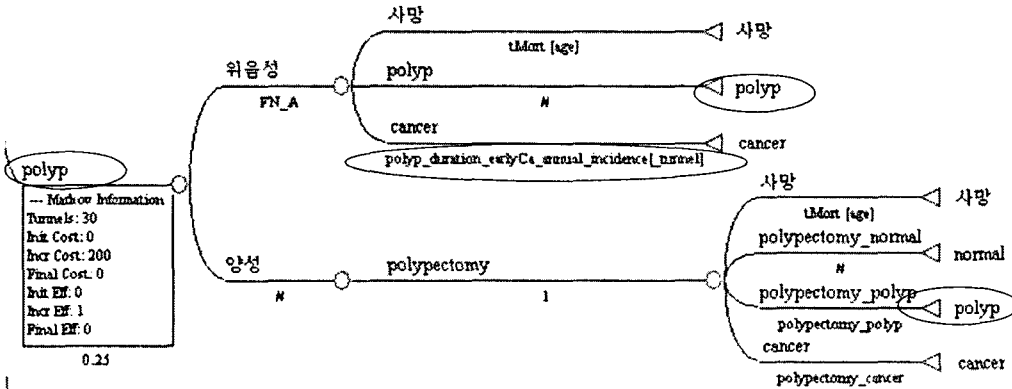 사망
사망
tMort [age]
위음성
polyp
polyp
FN_A
#
cancer
cancer
polyp_duration_earlyCa_annual_incidence[_tunnel]
polyp
--- Markov Information
Tunnels: 30
Init Cost: 0
Incr Cost: 200
Final Cost: 0
Init Eff: 0
Incr Eff: 1
Final Eff: 0
0.25
양성
#
polypectomy
1
사망
사망
tMort [age]
polypectomy_normal
normal
#
polypectomy_polyp
polyp
polypectomy_polyp
cancer
cancer
polypectomy_cancer